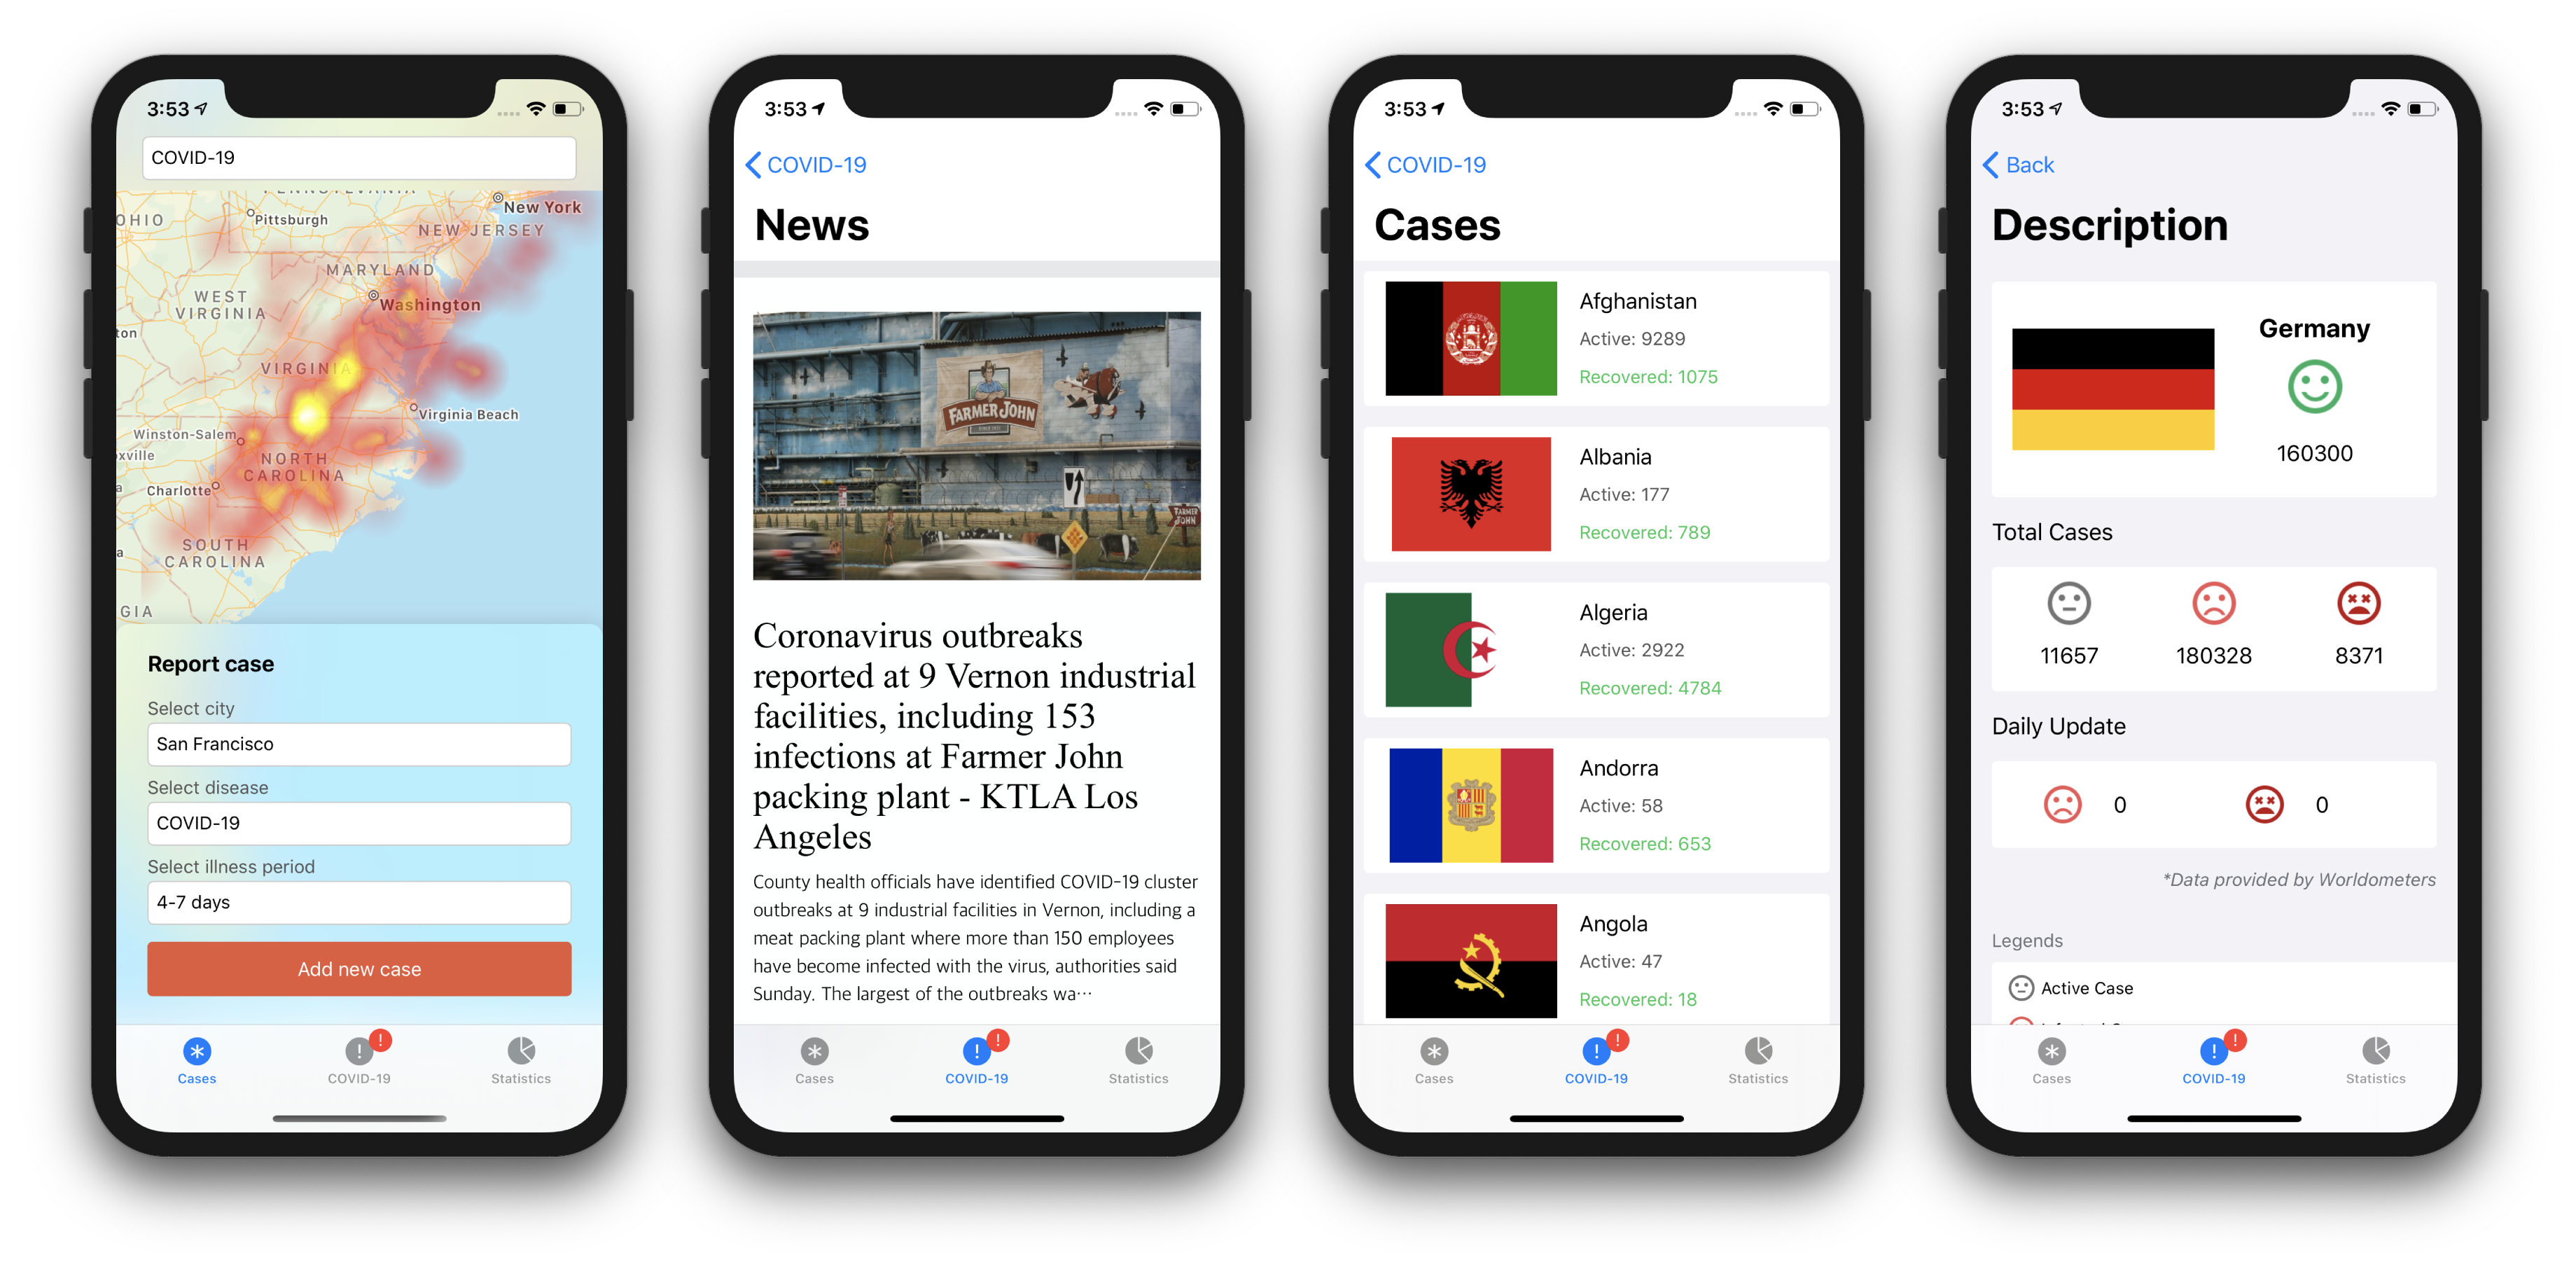 3:53
COVID-19
PENNSYLVANIA
New York
OHIO
Pittsburgh
NEW JERSEY
MARYLAND
WEST
VIRGINIA
Washington
ton
VIRGINIA
Virginia Beach
Winston-Salem
xville
NORTH
CAROLINA
a
Charlotte
SOUTH
CAROLINA
a
GIA
Report case
Select city
San Francisco
Select disease
COVID-19
Select illness period
4-7 days
Add new case
Cases
COVID-19
Statistics
3:53
COVID-19
News
FARMER JOHN
FARMER
JOHN
Coronavirus outbreaks
reported at 9 Vernon industrial
facilities, including 153
infections at Farmer John
packing plant - KTLA Los
Angeles
County health officials have identified COVID-19 cluster
outbreaks at 9 industrial facilities in Vernon, including a
meat packing plant where more than 150 employees
have become infected with the virus, authorities said
Sunday. The largest of the outbreaks wa…
Cases
COVID-19
Statistics
3:53
COVID-19
Cases
Afghanistan
Active: 9289
Recovered: 1075
Albania
Active: 177
Recovered: 789
Algeria
Active: 2922
Recovered: 4784
Andorra
Active: 58
Recovered: 653
Angola
Active: 47
Recovered: 18
Cases
COVID-19
Statistics
3:53
Back
Description
Germany
160300
Total Cases
11657
180328
8371
Daily Update
0
0
*Data provided by Worldometers
Legends
Active Case
Cases
COVID-19
Statistics